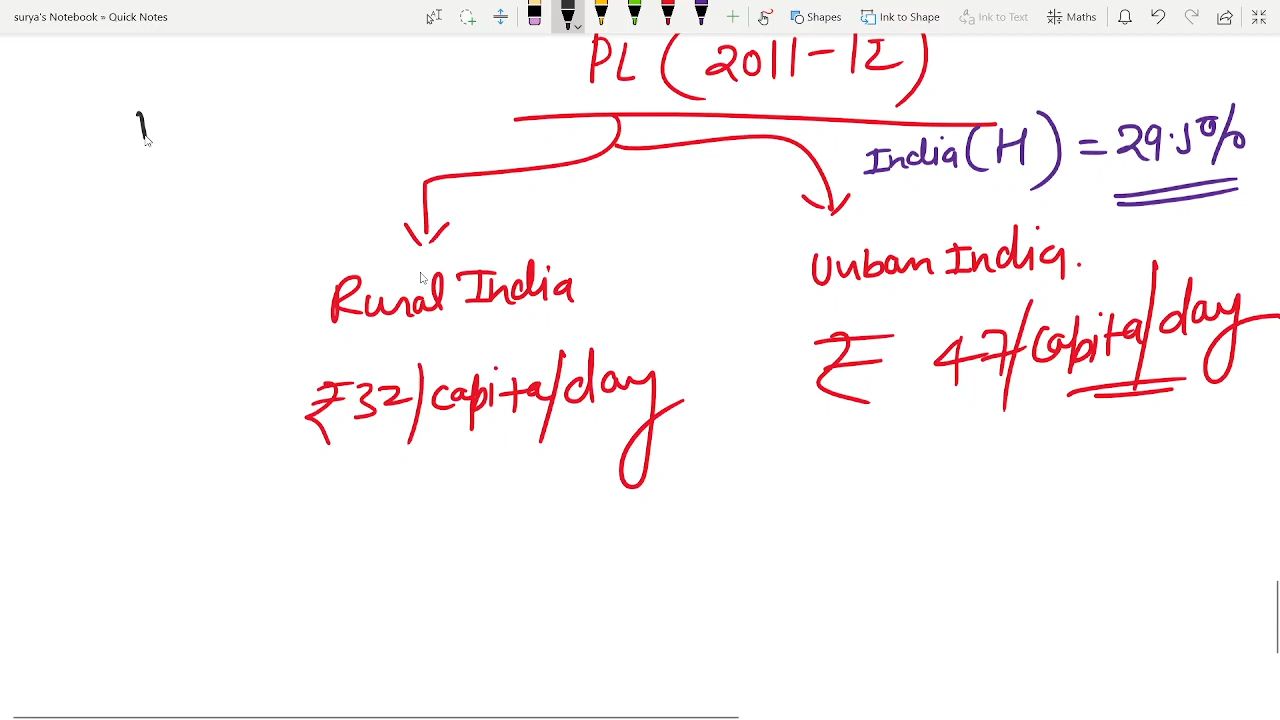 surya's Notebook » Quick Notes
Shapes
Ink to Shape
Ink to Text
Maths
PL (2011-12)
India (H) = 29.5%
Rural India
Urban India.
₹32/capita/day
₹ 47/capita/day